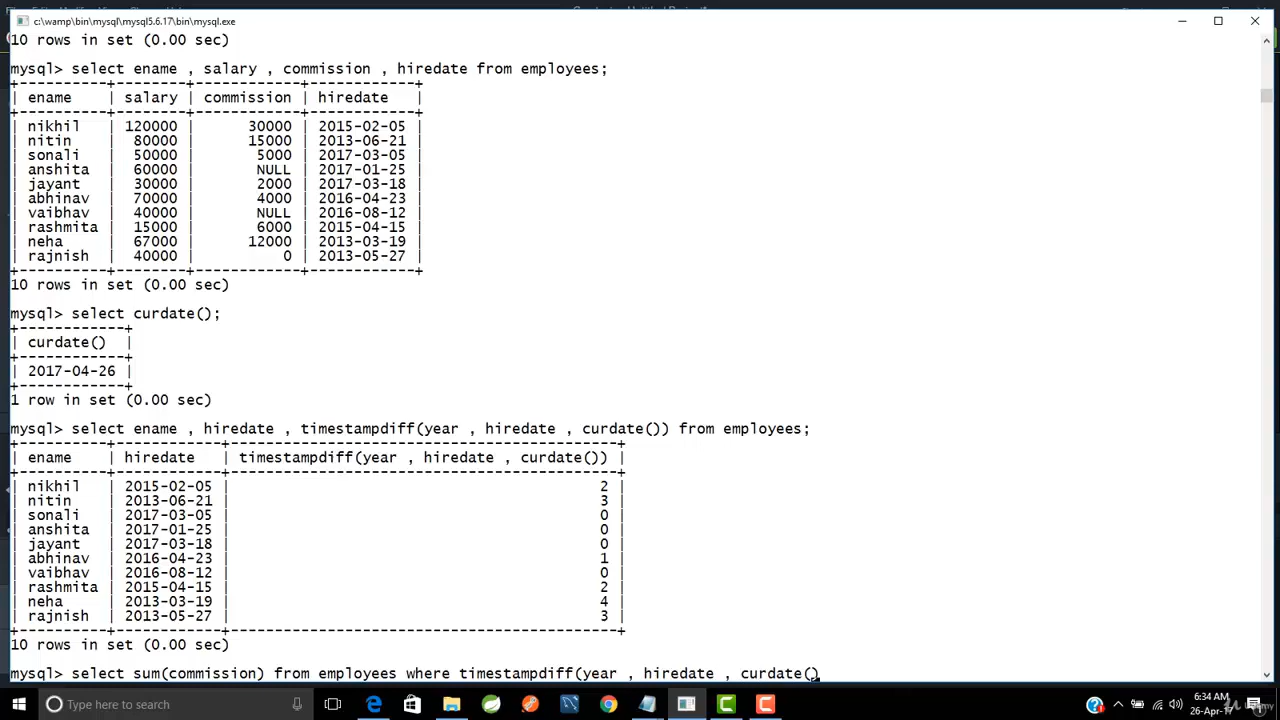 c:\wamp\bin\mysql\mysql5.6.17\bin\mysql.exe
10 rows in set (0.00 sec)
mysql> select ename , salary , commission , hiredate from employees;
+----------+--------+------------+------------+
| ename | salary | commission | hiredate |
+----------+--------+------------+------------+
| nikhil | 120000 | 30000 | 2015-02-05 |
| nitin | 80000 | 15000 | 2013-06-21 |
| sonali | 50000 | 5000 | 2017-03-05 |
| anshita | 60000 | NULL | 2017-01-25 |
| jayant | 30000 | 2000 | 2017-03-18 |
| abhinav | 70000 | 4000 | 2016-04-23 |
| vaibhav | 40000 | NULL | 2016-08-12 |
| rashmita | 15000 | 6000 | 2015-04-15 |
| neha | 67000 | 12000 | 2013-03-19 |
| rajnish | 40000 | 0 | 2013-05-27 |
+----------+--------+------------+------------+
10 rows in set (0.00 sec)
mysql> select curdate();
+------------+
| curdate() |
+------------+
| 2017-04-26 |
+------------+
1 row in set (0.00 sec)
mysql> select ename , hiredate , timestampdiff(year , hiredate , curdate()) from employees;
+----------+------------+--------------------------------------------+
| ename | hiredate | timestampdiff(year , hiredate , curdate()) |
+----------+------------+--------------------------------------------+
| nikhil | 2015-02-05 | 2 |
| nitin | 2013-06-21 | 3 |
| sonali | 2017-03-05 | 0 |
| anshita | 2017-01-25 | 0 |
| jayant | 2017-03-18 | 0 |
| abhinav | 2016-04-23 | 1 |
| vaibhav | 2016-08-12 | 0 |
| rashmita | 2015-04-15 | 2 |
| neha | 2013-03-19 | 4 |
| rajnish | 2013-05-27 | 3 |
+----------+------------+--------------------------------------------+
10 rows in set (0.00 sec)
mysql> select sum(commission) from employees where timestampdiff(year , hiredate , curdate()
Type here to search
6:34 AM
26-Apr-17